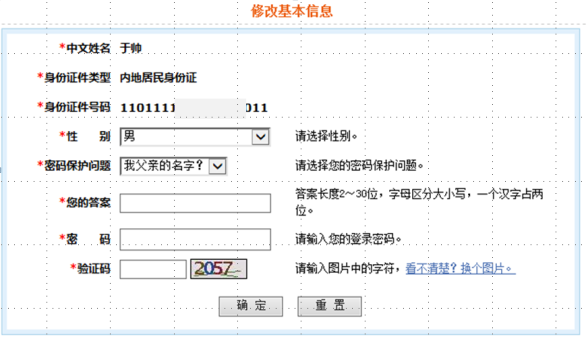 修改基本信息
*中文姓名 于帅
*身份证件类型 内地居民身份证
*身份证件号码 1101111 011
*性 别 男 请选择性别。
*密码保护问题 我父亲的名字？ 请选择您的密码保护问题。
*您的答案 答案长度2～30位，字母区分大小写，一个汉字占两
位。
*密 码 请输入您的登录密码。
*验证码 2057 请输入图片中的字符，看不清楚？换个图片。
确 定 重 置